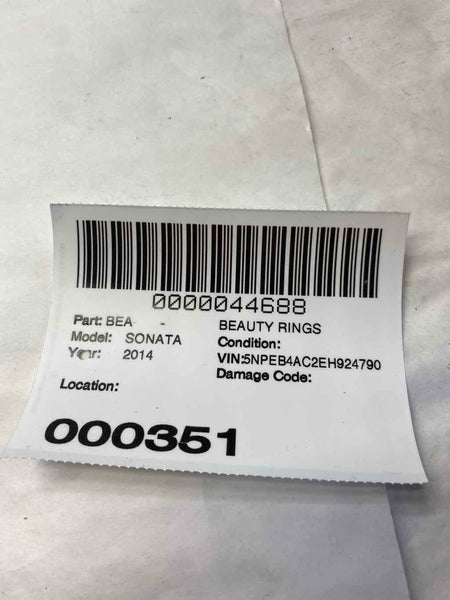 0000044688
Part: BEA - BEAUTY RINGS
Model: SONATA Condition:
Year: 2014 VIN:5NPEB4AC2EH924790
Damage Code:
Location:
000351